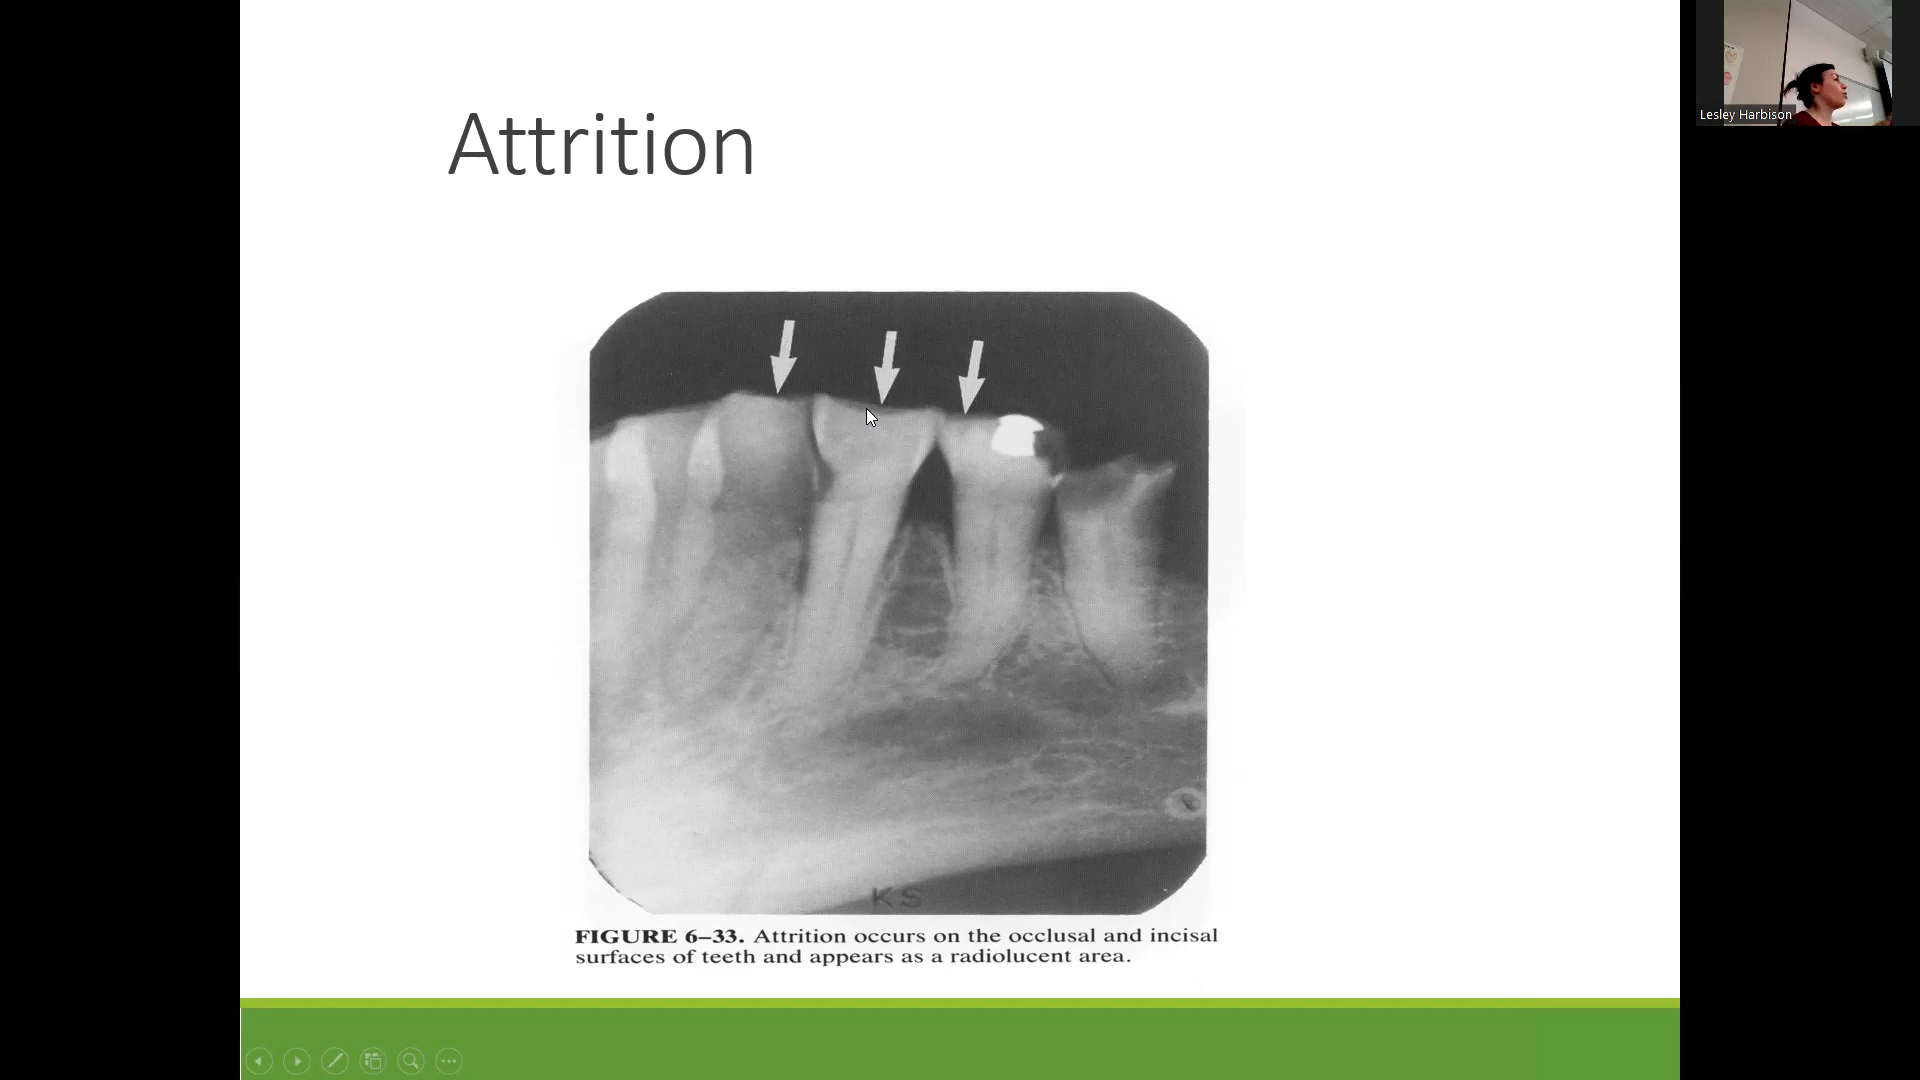 Attrition
Lesley Harbison
KS
FIGURE 6–33. Attrition occurs on the occlusal and incisal
surfaces of teeth and appears as a radiolucent area.